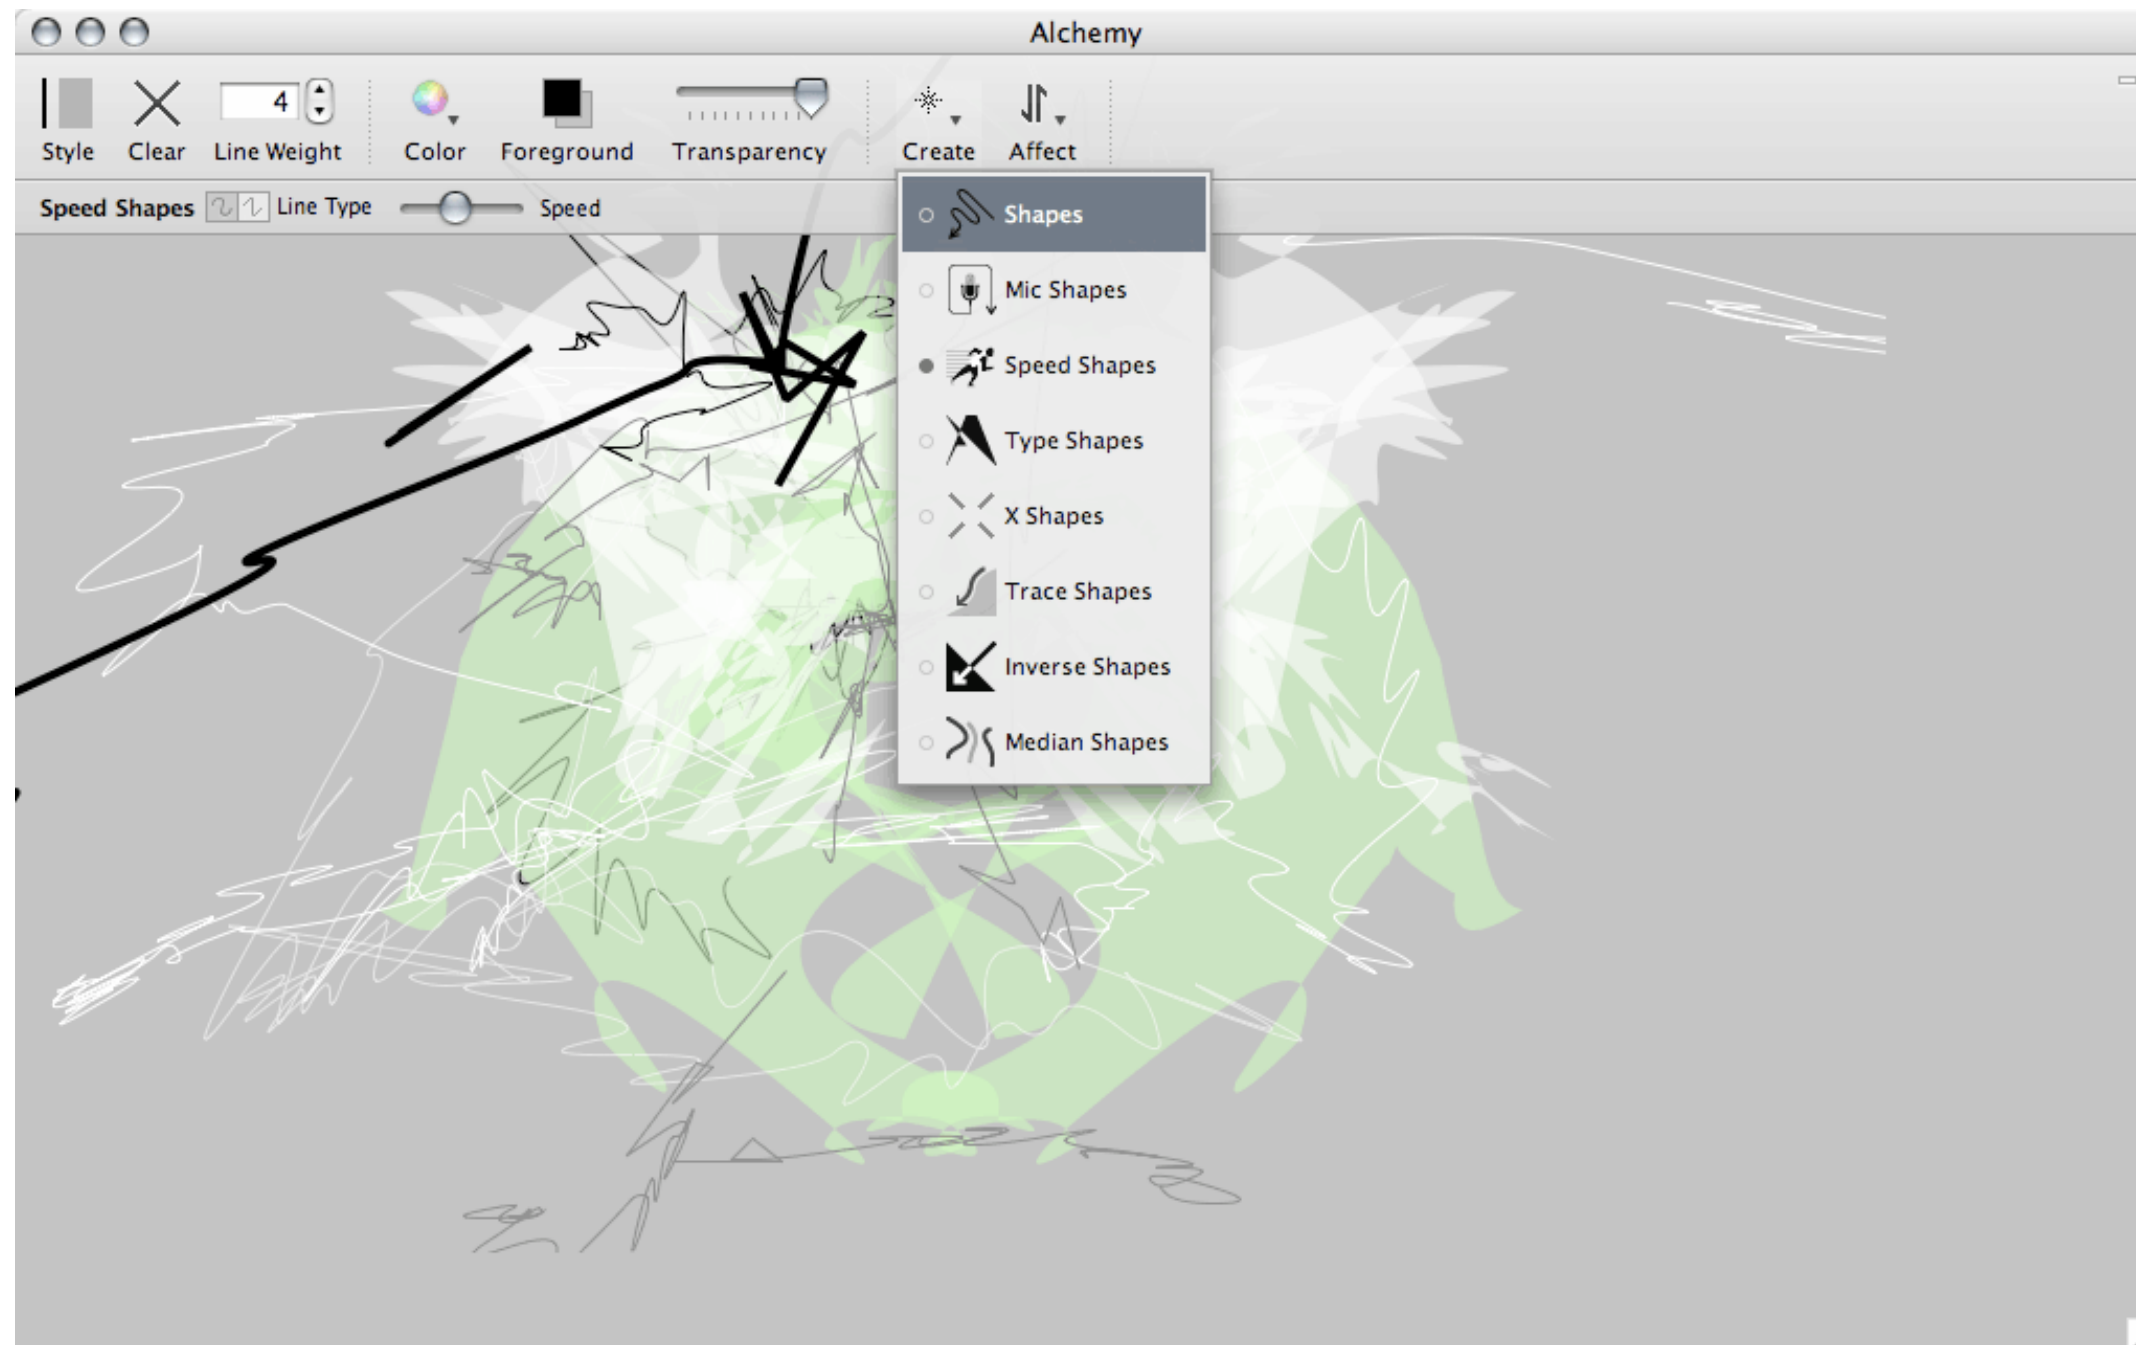 Alchemy
4
Style Clear Line Weight Color Foreground Transparency Create Affect
Speed Shapes Line Type Speed
Shapes
Mic Shapes
Speed Shapes
Type Shapes
X Shapes
Trace Shapes
Inverse Shapes
Median Shapes